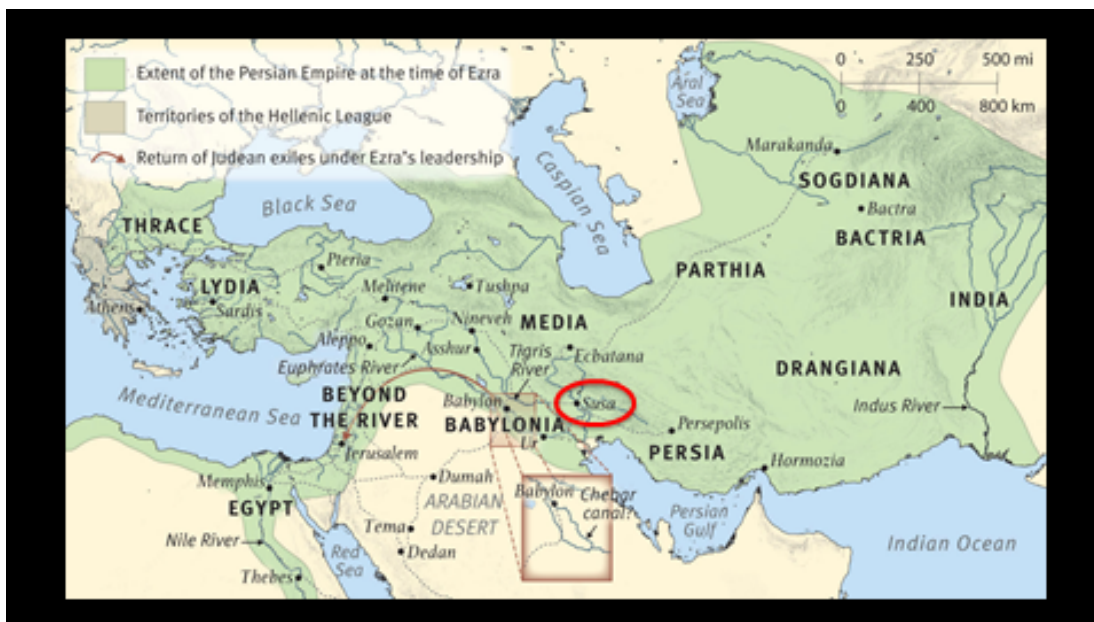 Extent of the Persian Empire at the time of Ezra
Territories of the Hellenic League
Return of Judean exiles under Ezra's leadership
0 250 500 mi
0 400 800 km
Aral
Sea
Marakanda
SOGDIANA
Bactra
BACTRIA
Caspian Sea
Black Sea
THRACE
Pteria
PARTHIA
LYDIA
Melitene
Tushpa
INDIA
Athens
Sardis
Gozan
Nineveh
MEDIA
Aleppo
Asshur
Tigris
River
Ecbatana
Euphrates River
DRANGIANA
Mediterranean Sea
BEYOND
THE RIVER
Babylon
Susa
Indus River
BABYLONIA
Persepolis
Ur
Jerusalem
PERSIA
Hormozia
Memphis
Dumah
EGYPT
ARABIAN
DESERT
Babylon
Chebar
canal?
Persian
Gulf
Tema
Nile River
Dedan
Red
Sea
Indian Ocean
Thebes